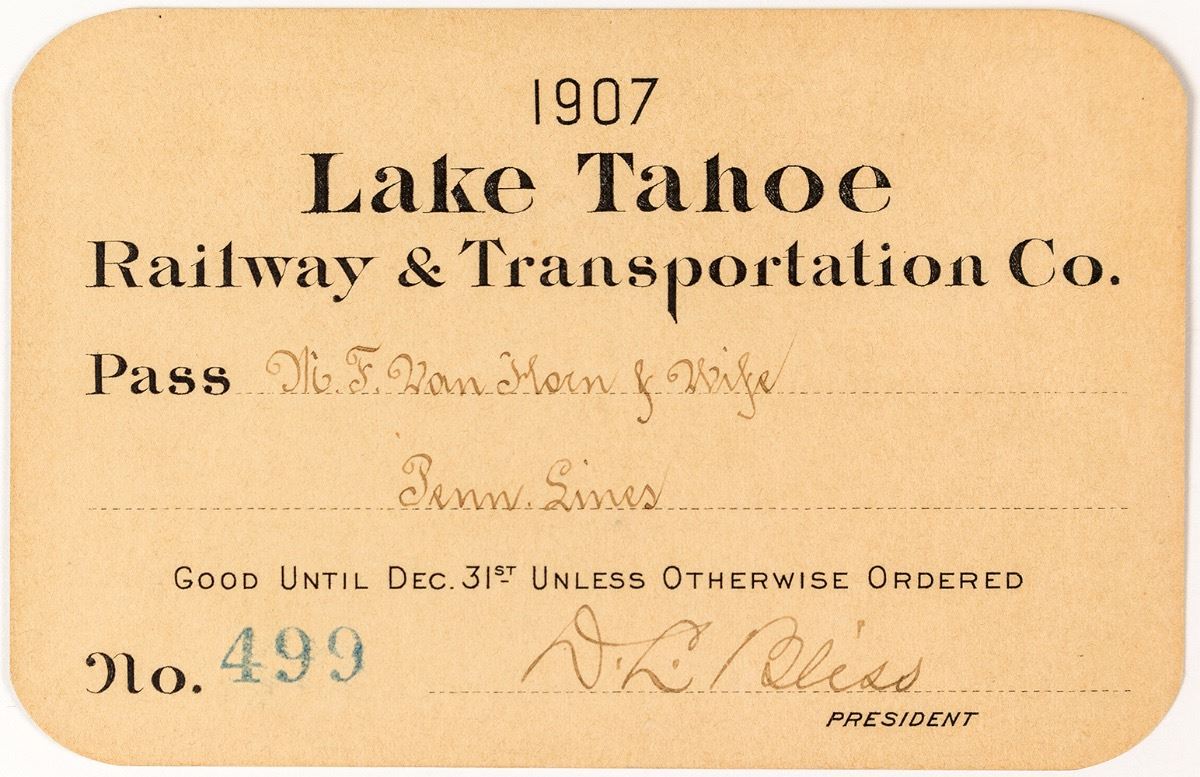 1907
Lake Tahoe
Railway & Transportation Co.
Pass M. F. Van Horn & Wife
Penn. Lines
GOOD UNTIL DEC. 31ST UNLESS OTHERWISE ORDERED
No. 499 D. L. Bliss
PRESIDENT